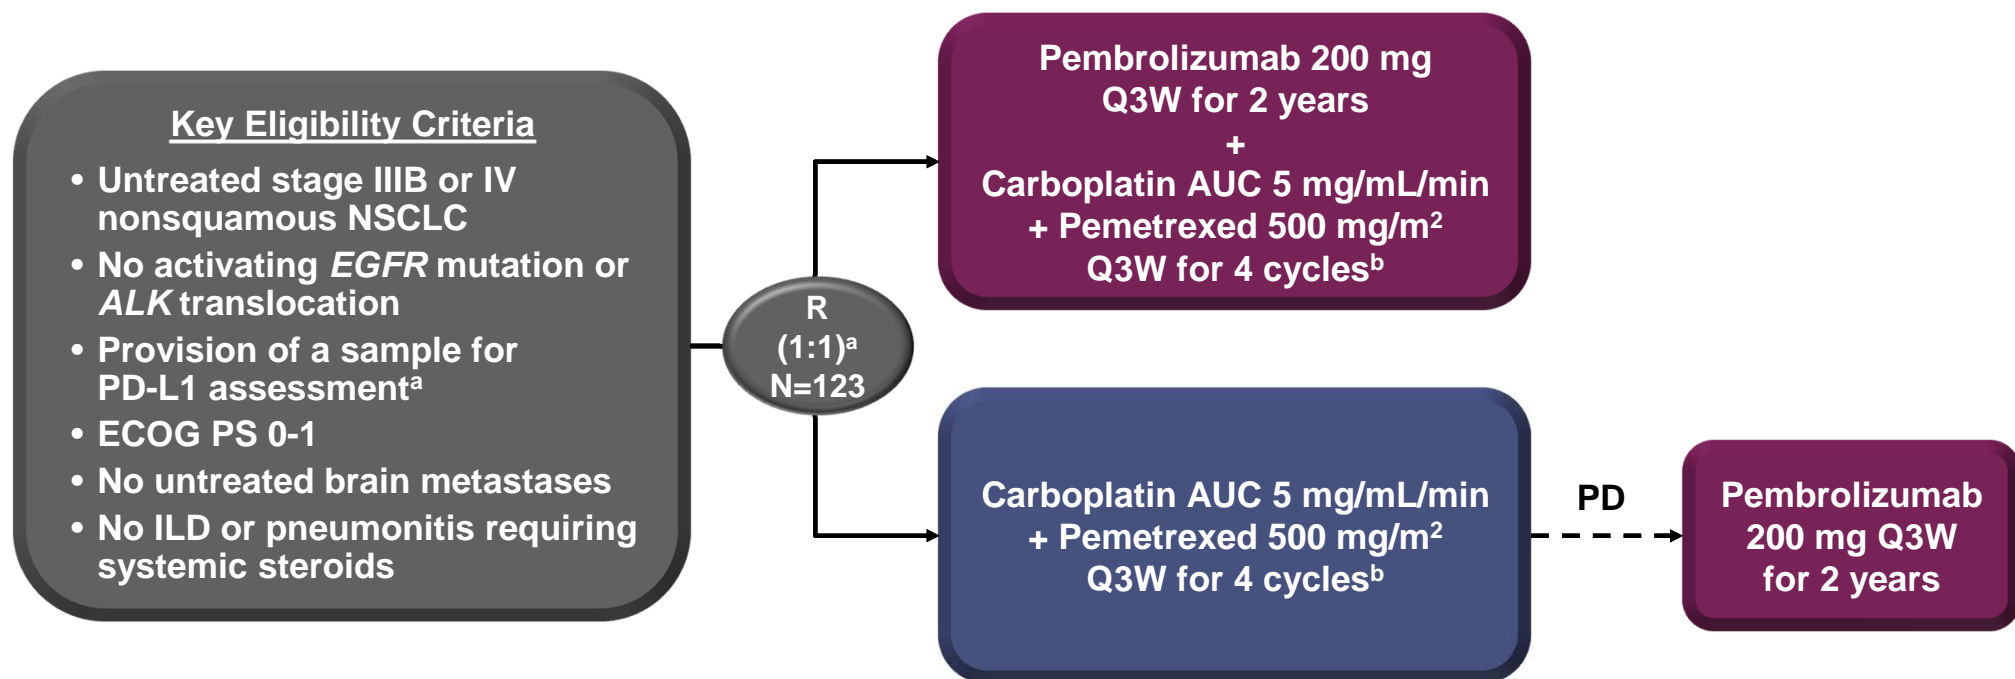 Key Eligibility Criteria
• Untreated stage IIIB or IV
nonsquamous NSCLC
• No activating EGFR mutation or
ALK translocation
• Provision of a sample for
PD-L1 assessmentᵃ
• ECOG PS 0-1
• No untreated brain metastases
• No ILD or pneumonitis requiring
systemic steroids
R
(1:1)ᵃ
N=123
Pembrolizumab 200 mg
Q3W for 2 years
+
Carboplatin AUC 5 mg/mL/min
+ Pemetrexed 500 mg/m²
Q3W for 4 cyclesᵇ
Carboplatin AUC 5 mg/mL/min
+ Pemetrexed 500 mg/m²
Q3W for 4 cyclesᵇ
PD
Pembrolizumab
200 mg Q3W
for 2 years